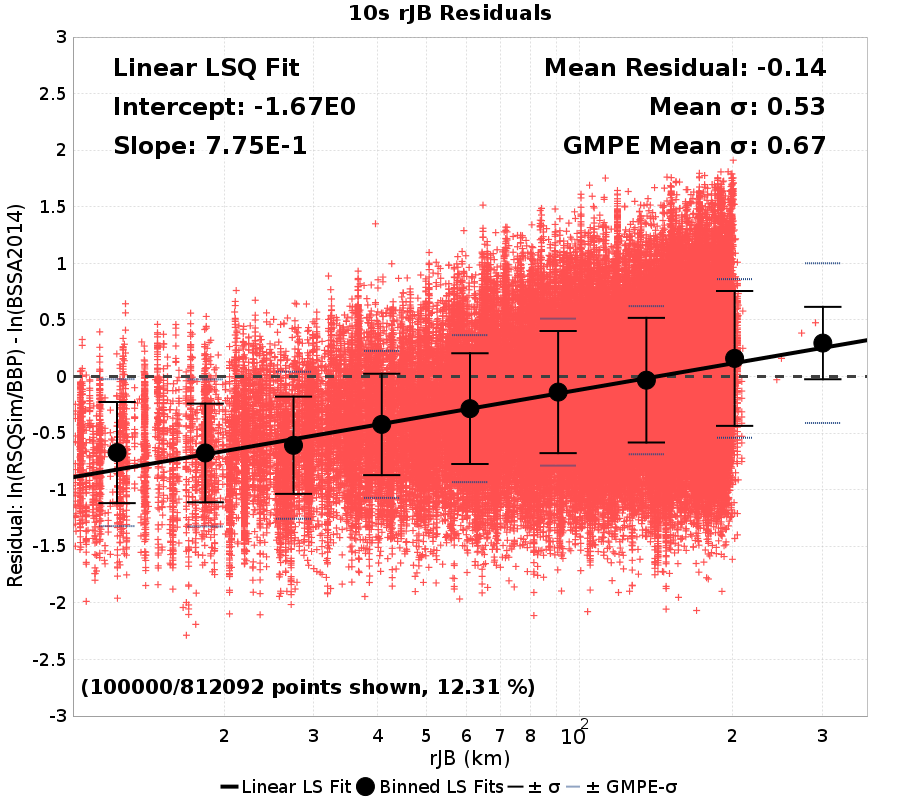 10s rJB Residuals
Linear LSQ Fit
Intercept: -1.67E0
Slope: 7.75E-1
Mean Residual: -0.14
Mean σ: 0.53
GMPE Mean σ: 0.67
Residual: ln(RSQSim/BBP) - ln(BSSA2014)
3
2.5
2
1.5
1
0.5
0
-0.5
-1
-1.5
-2
-2.5
-3
(100000/812092 points shown, 12.31 %)
2 3 4 5 6 7 8 10² 2 3
rJB (km)
Linear LS Fit Binned LS Fits ± σ ± GMPE-σ